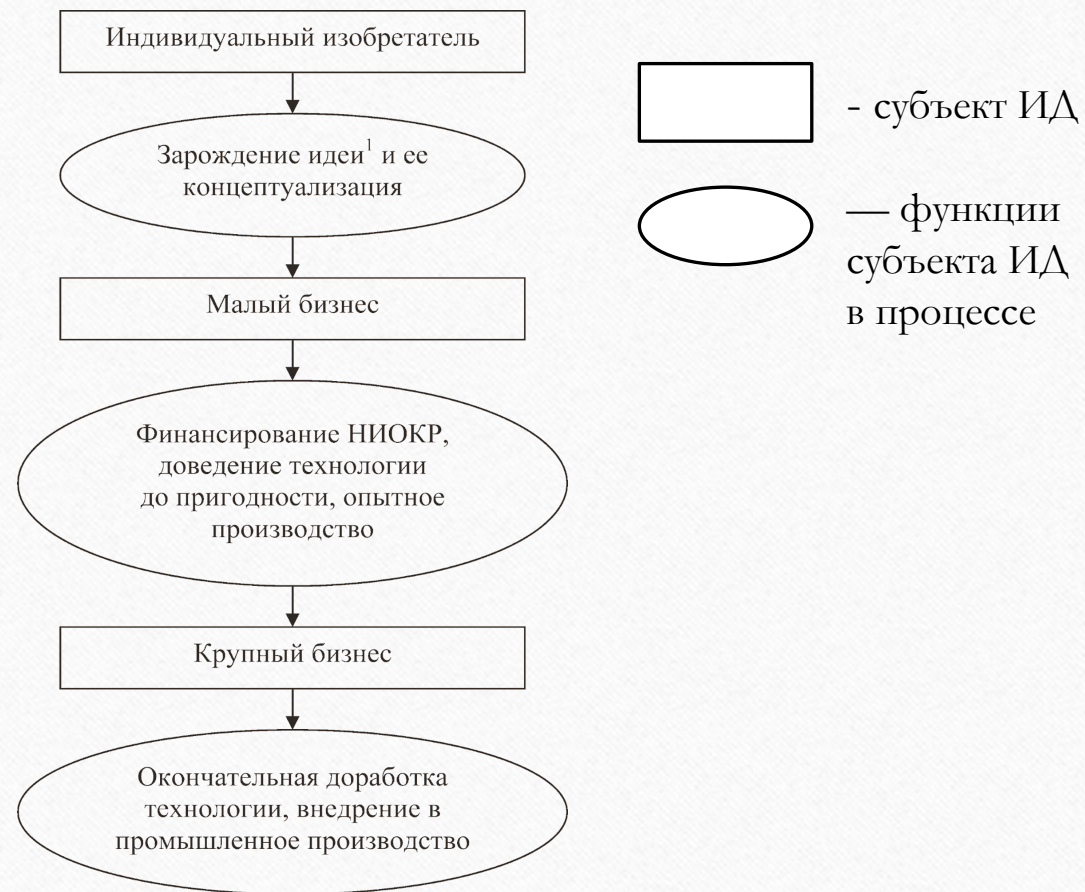 Индивидуальный изобретатель
Зарождение идеи¹ и ее
концептуализация
Малый бизнес
Финансирование НИОКР,
доведение технологии
до пригодности, опытное
производство
Крупный бизнес
Окончательная доработка
технологии, внедрение в
промышленное производство
- субъект ИД
— функции
субъекта ИД
в процессе